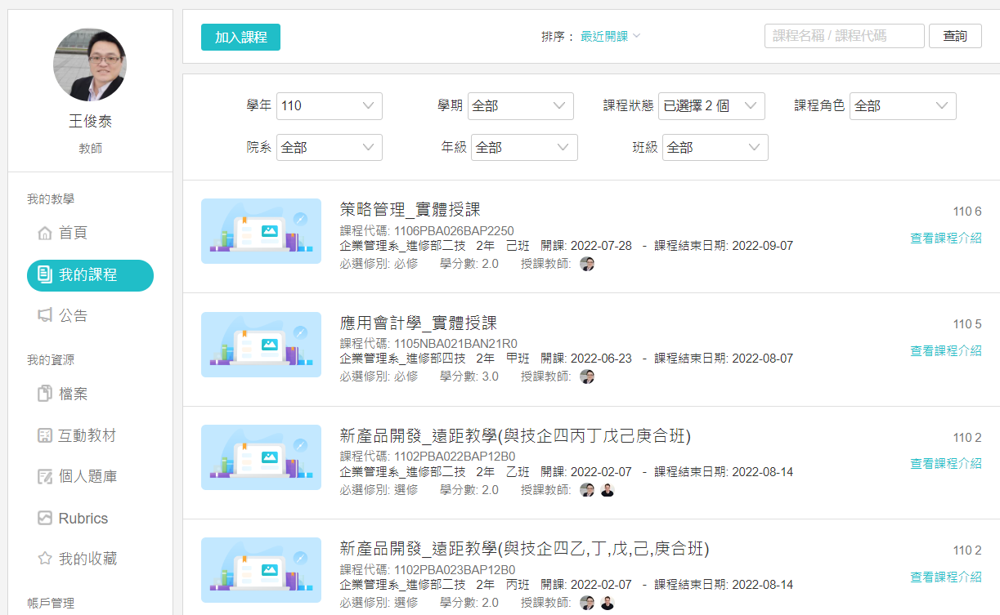 王俊泰
教師
我的教學
首頁
我的課程
公告
我的資源
檔案
互動教材
個人題庫
Rubrics
我的收藏
帳戶管理
加入課程
排序： 最近開課
課程名稱 / 課程代碼
查詢
學年 110
學期 全部
課程狀態 已選擇 2 個
課程角色 全部
院系 全部
年級 全部
班級 全部
策略管理_實體授課
110 6
課程代碼: 1106PBA026BAP2250
查看課程介紹
企業管理系_進修部二技 2年 己班 開課: 2022-07-28 - 課程結束日期: 2022-09-07
必選修別: 必修 學分數: 2.0 授課教師:
應用會計學_實體授課
110 5
課程代碼: 1105NBA021BAN21R0
查看課程介紹
企業管理系_進修部四技 2年 甲班 開課: 2022-06-23 - 課程結束日期: 2022-08-07
必選修別: 必修 學分數: 3.0 授課教師:
新產品開發_遠距教學(與技企四丙丁戊己庚合班)
110 2
課程代碼: 1102PBA022BAP12B0
查看課程介紹
企業管理系_進修部二技 2年 乙班 開課: 2022-02-07 - 課程結束日期: 2022-08-14
必選修別: 選修 學分數: 2.0 授課教師:
新產品開發_遠距教學(與技企四乙,丁,戊,己,庚合班)
110 2
課程代碼: 1102PBA023BAP12B0
查看課程介紹
企業管理系_進修部二技 2年 丙班 開課: 2022-02-07 - 課程結束日期: 2022-08-14
必選修別: 選修 學分數: 2.0 授課教師: